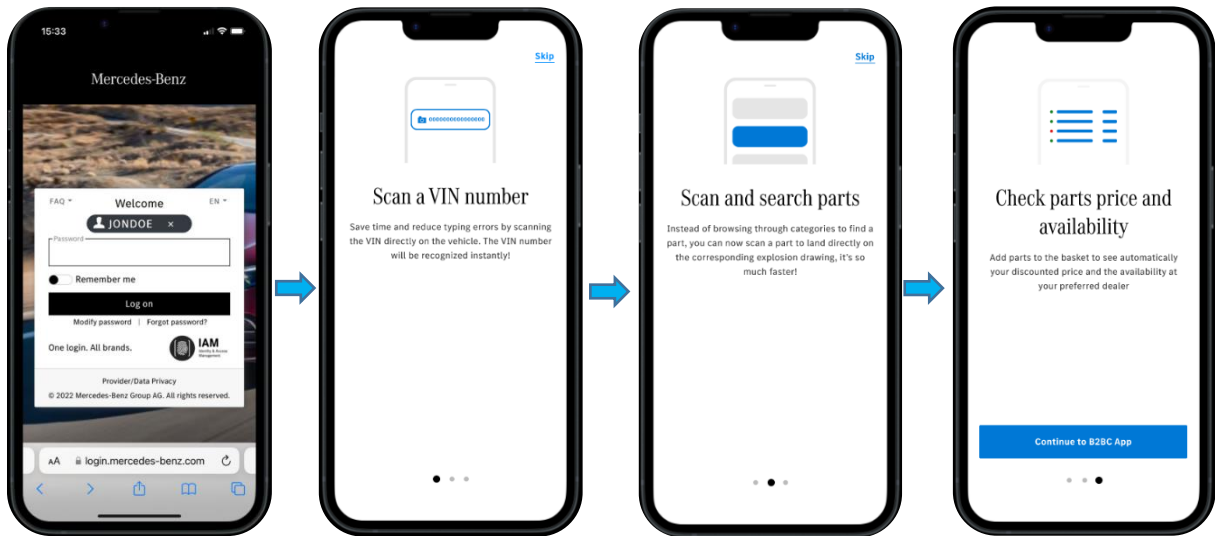 15:33
Mercedes-Benz
FAQ
Welcome
EN
JONDOE ×
Password
Remember me
Log on
Modify password | Forgot password?
One login. All brands.
IAM
Identity & Access
Management
Provider/Data Privacy
© 2022 Mercedes-Benz Group AG. All rights reserved.
AA login.mercedes-benz.com
Skip
Scan a VIN number
Save time and reduce typing errors by scanning
the VIN directly on the vehicle. The VIN number
will be recognized instantly!
Skip
Scan and search parts
Instead of browsing through categories to find a
part, you can now scan a part to land directly on
the corresponding explosion drawing, it's so
much faster!
Check parts price and
availability
Add parts to the basket to see automatically
your discounted price and the availability at
your preferred dealer
Continue to B2BC App